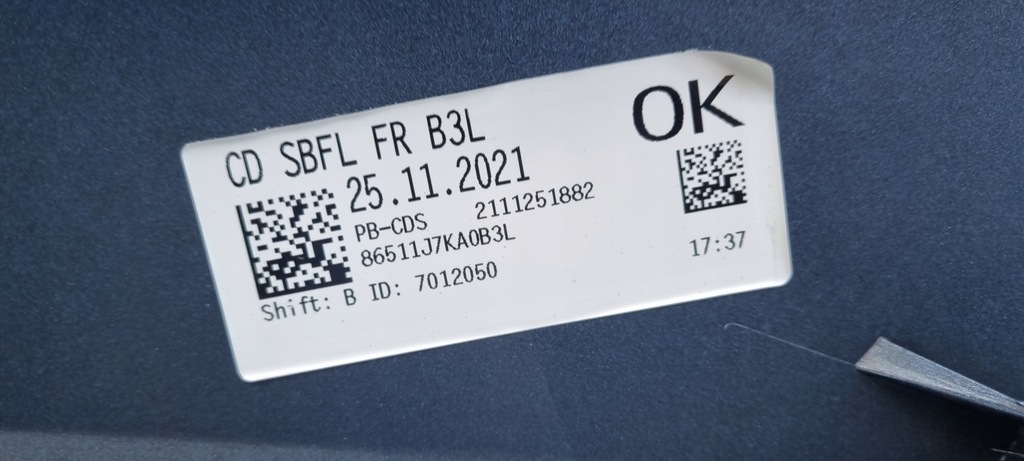 CD SBFL FR B3L
OK
25.11.2021
PB-CDS 2111251882
86511J7KA0B3L
17:37
Shift: B ID: 7012050